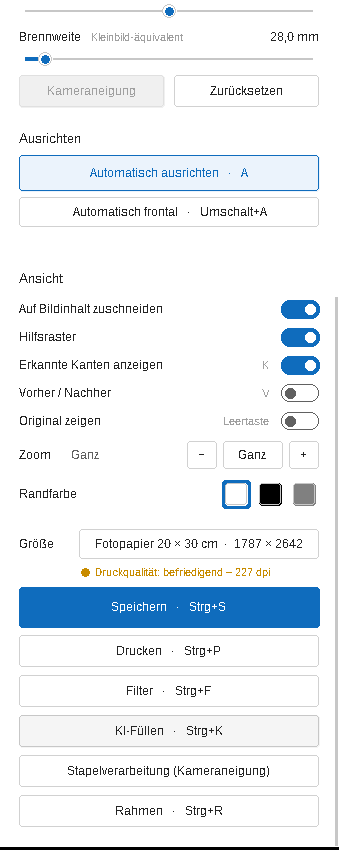 Brennweite Kleinbild-äquivalent 28,0 mm
Kameraneigung Zurücksetzen
Ausrichten
Automatisch ausrichten · A
Automatisch frontal · Umschalt+A
Ansicht
Auf Bildinhalt zuschneiden
Hilfsraster
Erkannte Kanten anzeigen K
Vorher / Nachher V
Original zeigen Leertaste
Zoom Ganz − Ganz +
Randfarbe
Größe Fotopapier 20 × 30 cm · 1787 × 2642
Druckqualität: befriedigend – 227 dpi
Speichern · Strg+S
Drucken · Strg+P
Filter · Strg+F
KI-Füllen · Strg+K
Stapelverarbeitung (Kameraneigung)
Rahmen · Strg+R